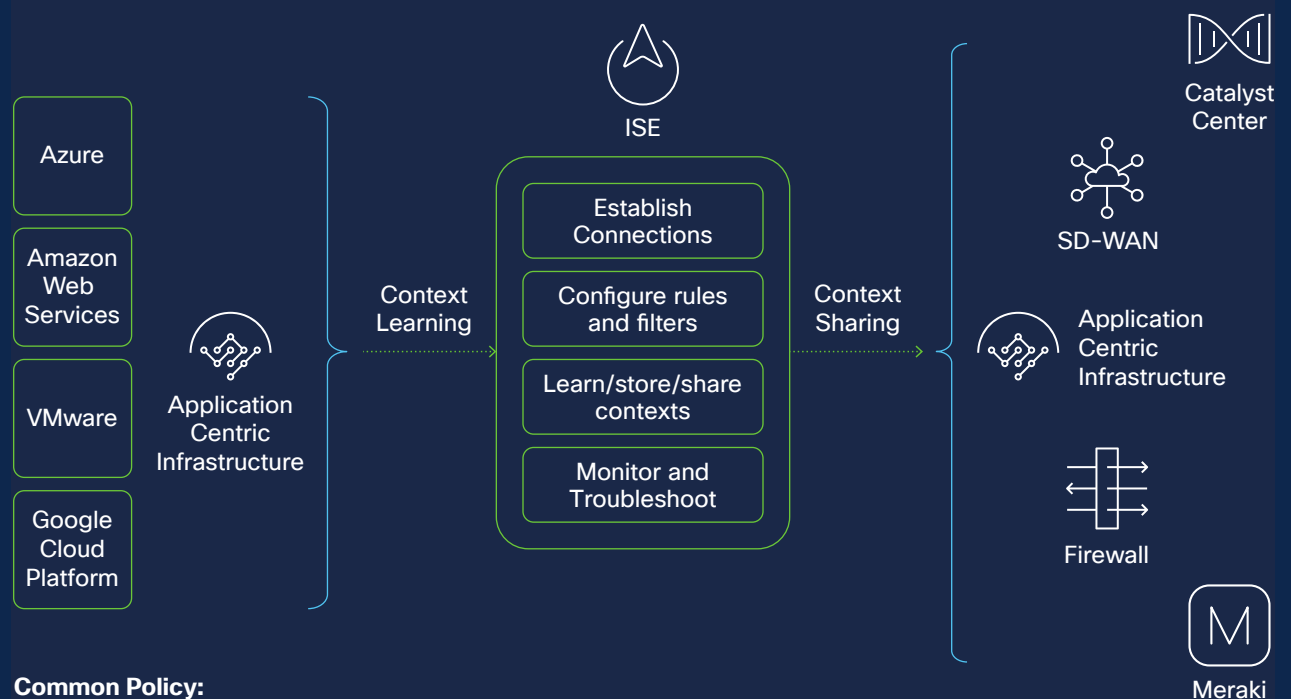 Azure
Amazon
Web
Services
VMware
Google
Cloud
Platform
Application
Centric
Infrastructure
Context
Learning
ISE
Establish
Connections
Configure rules
and filters
Learn/store/share
contexts
Monitor and
Troubleshoot
Context
Sharing
Catalyst
Center
SD-WAN
Application
Centric
Infrastructure
Firewall
M
Meraki
Common Policy: